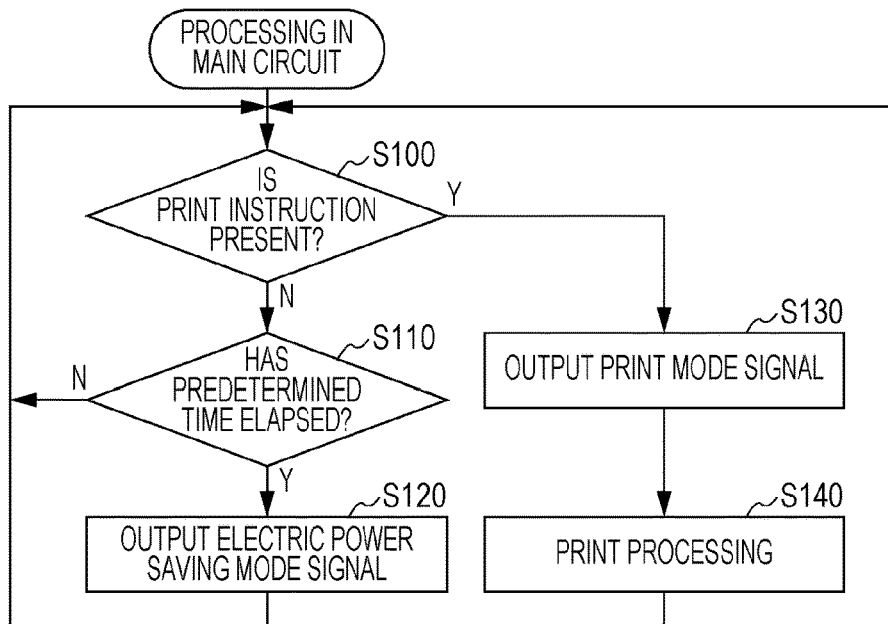 PROCESSING IN
MAIN CIRCUIT
S100
IS
PRINT INSTRUCTION
PRESENT?
Y
N
S110
HAS
PREDETERMINED
TIME ELAPSED?
N
Y
S120
OUTPUT ELECTRIC POWER
SAVING MODE SIGNAL
S130
OUTPUT PRINT MODE SIGNAL
S140
PRINT PROCESSING